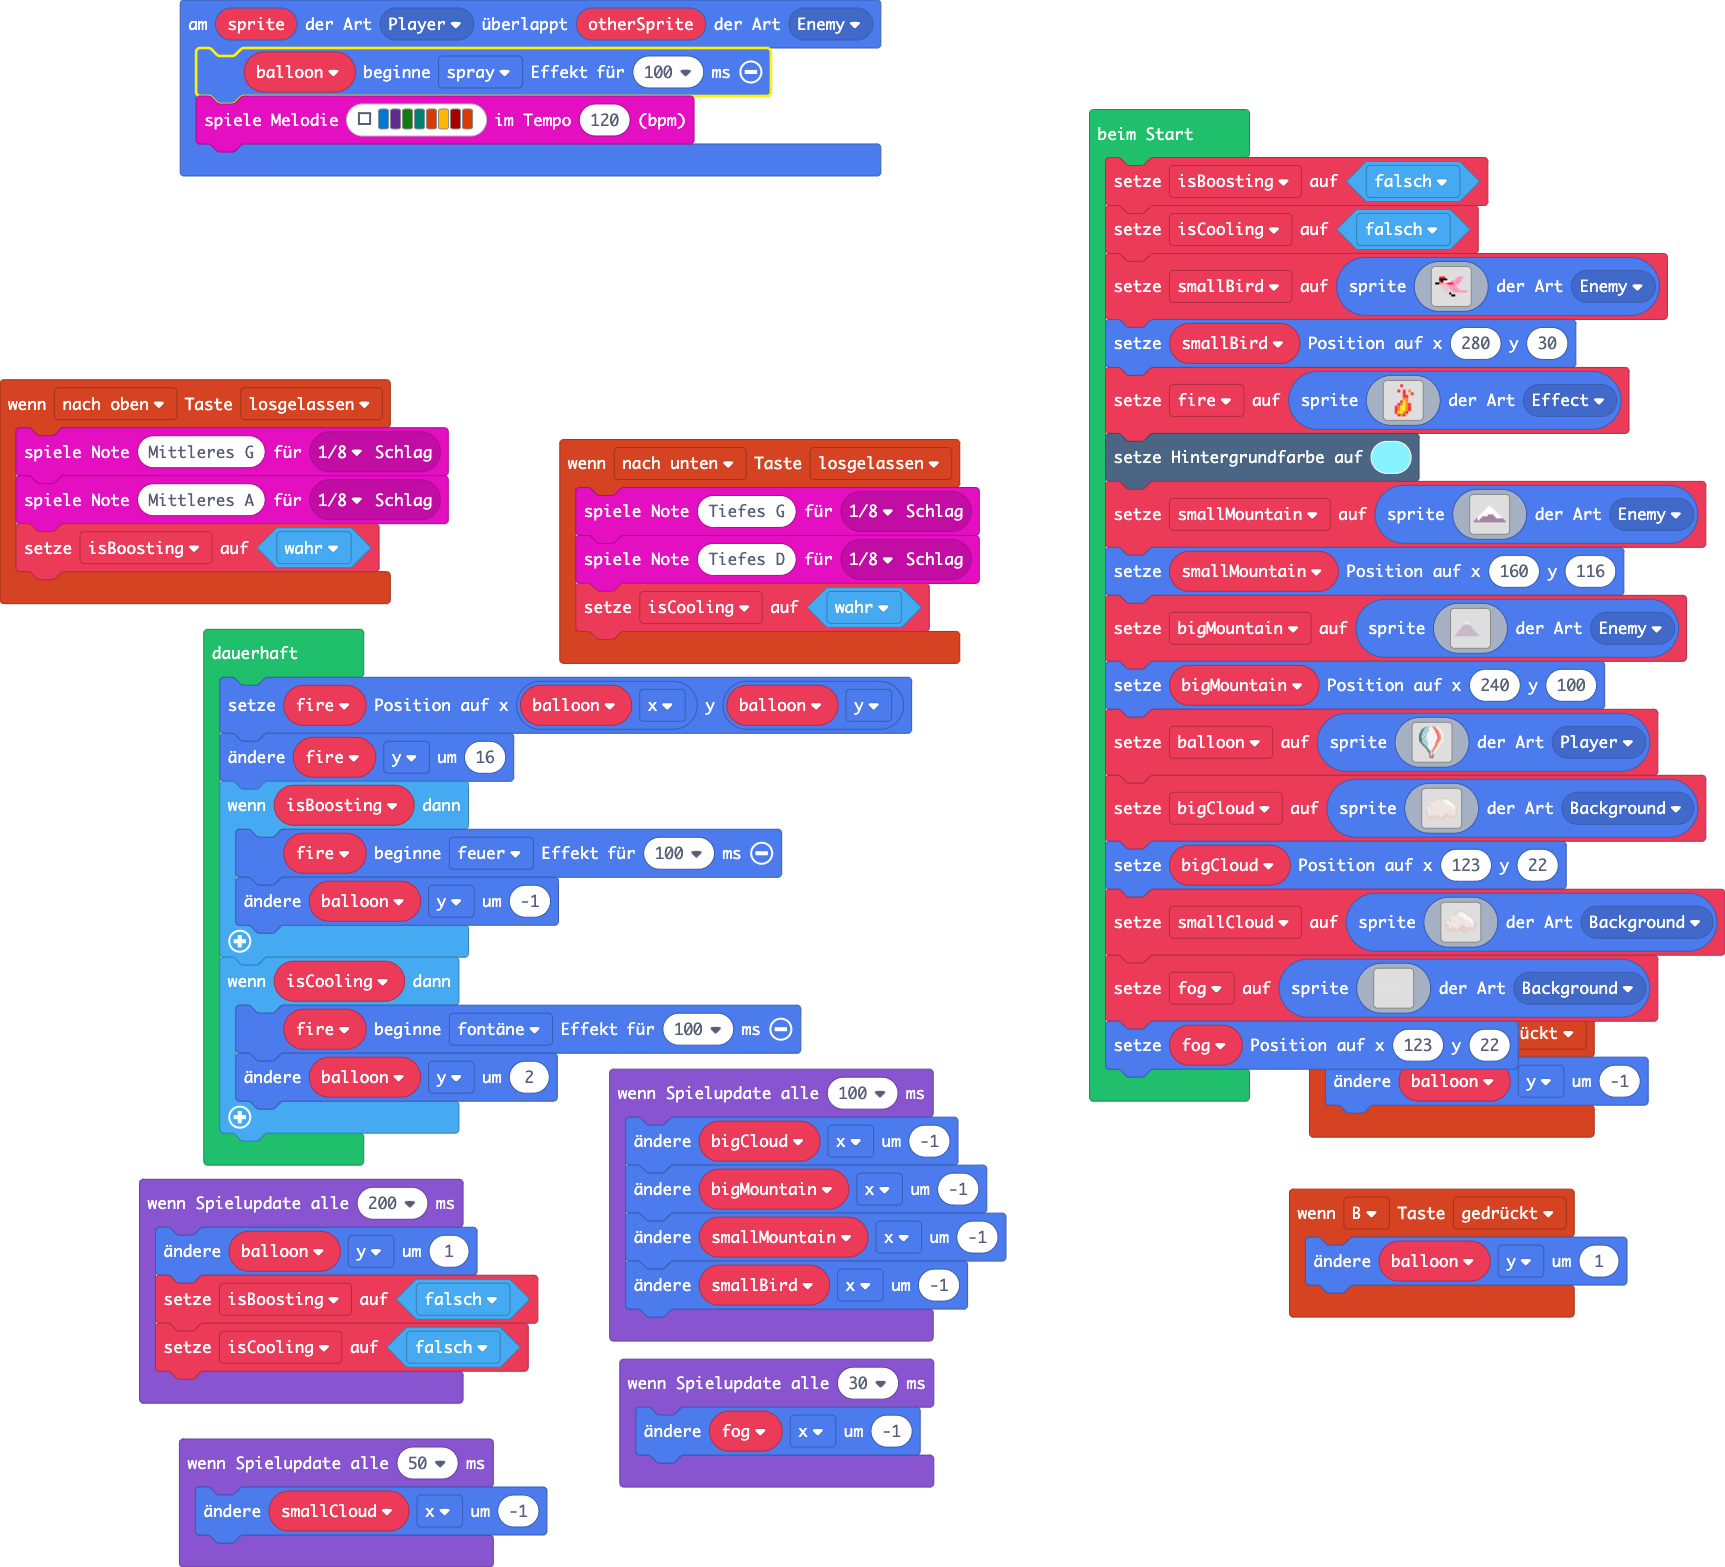 am sprite der Art Player überlappt otherSprite der Art Enemy
balloon beginne spray Effekt für 100 ms
spiele Melodie im Tempo 120 (bpm)
wenn nach oben Taste losgelassen
spiele Note Mittleres G für 1/8 Schlag
spiele Note Mittleres A für 1/8 Schlag
setze isBoosting auf wahr
wenn nach unten Taste losgelassen
spiele Note Tiefes G für 1/8 Schlag
spiele Note Tiefes D für 1/8 Schlag
setze isCooling auf wahr
dauerhaft
setze fire Position auf x balloon x y balloon y
ändere fire y um 16
wenn isBoosting dann
fire beginne feuer Effekt für 100 ms
ändere balloon y um -1
wenn isCooling dann
fire beginne fontäne Effekt für 100 ms
ändere balloon y um 2
wenn Spielupdate alle 200 ms
ändere balloon y um 1
setze isBoosting auf falsch
setze isCooling auf falsch
wenn Spielupdate alle 50 ms
ändere smallCloud x um -1
wenn Spielupdate alle 100 ms
ändere bigCloud x um -1
ändere bigMountain x um -1
ändere smallMountain x um -1
ändere smallBird x um -1
wenn Spielupdate alle 30 ms
ändere fog x um -1
beim Start
setze isBoosting auf falsch
setze isCooling auf falsch
setze smallBird auf sprite der Art Enemy
setze smallBird Position auf x 280 y 30
setze fire auf sprite der Art Effect
setze Hintergrundfarbe auf
setze smallMountain auf sprite der Art Enemy
setze smallMountain Position auf x 160 y 116
setze bigMountain auf sprite der Art Enemy
setze bigMountain Position auf x 240 y 100
setze balloon auf sprite der Art Player
setze bigCloud auf sprite der Art Background
setze bigCloud Position auf x 123 y 22
setze smallCloud auf sprite der Art Background
setze fog auf sprite der Art Background
setze fog Position auf x 123 y 22
ückt
ändere balloon y um -1
wenn B Taste gedrückt
ändere balloon y um 1